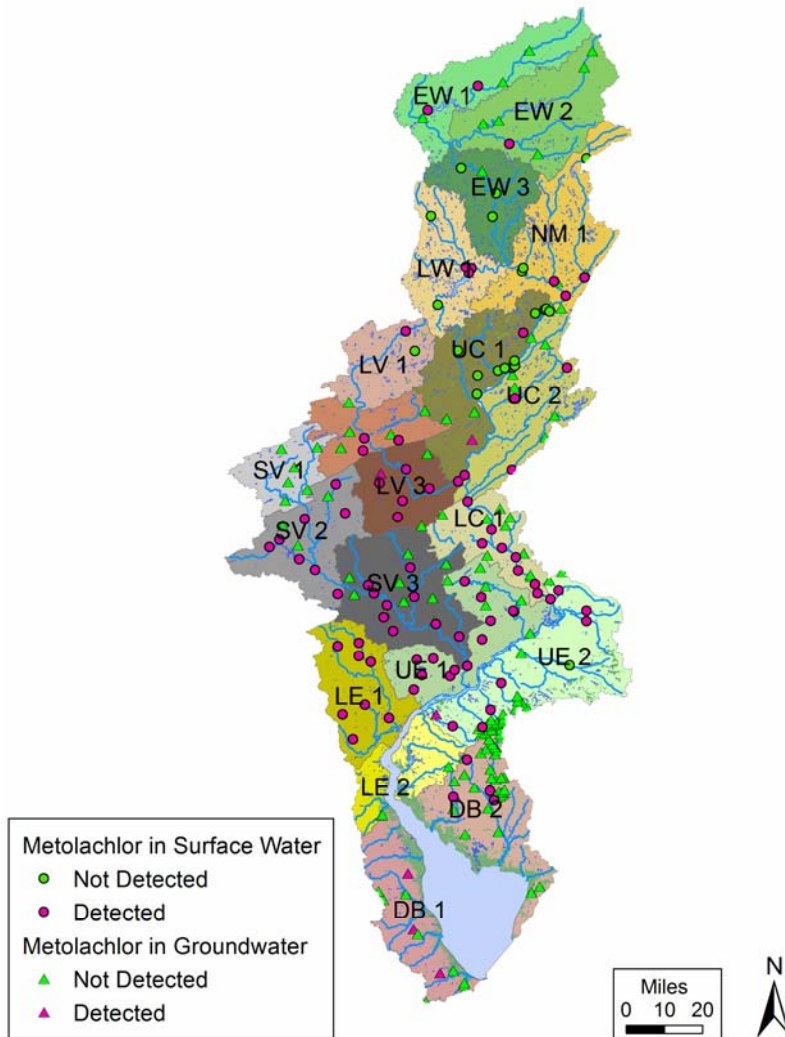 EW 1
EW 2
EW 3
NM 1
LW 1
LV 1
UC 1
UC 2
SV 1
LV 3
SV 2
LC 1
SV 3
UE 1
UE 2
LE 1
LE 2
DB 2
DB 1
Metolachlor in Surface Water
Not Detected
Detected
Metolachlor in Groundwater
Not Detected
Detected
Miles
0 10 20
N